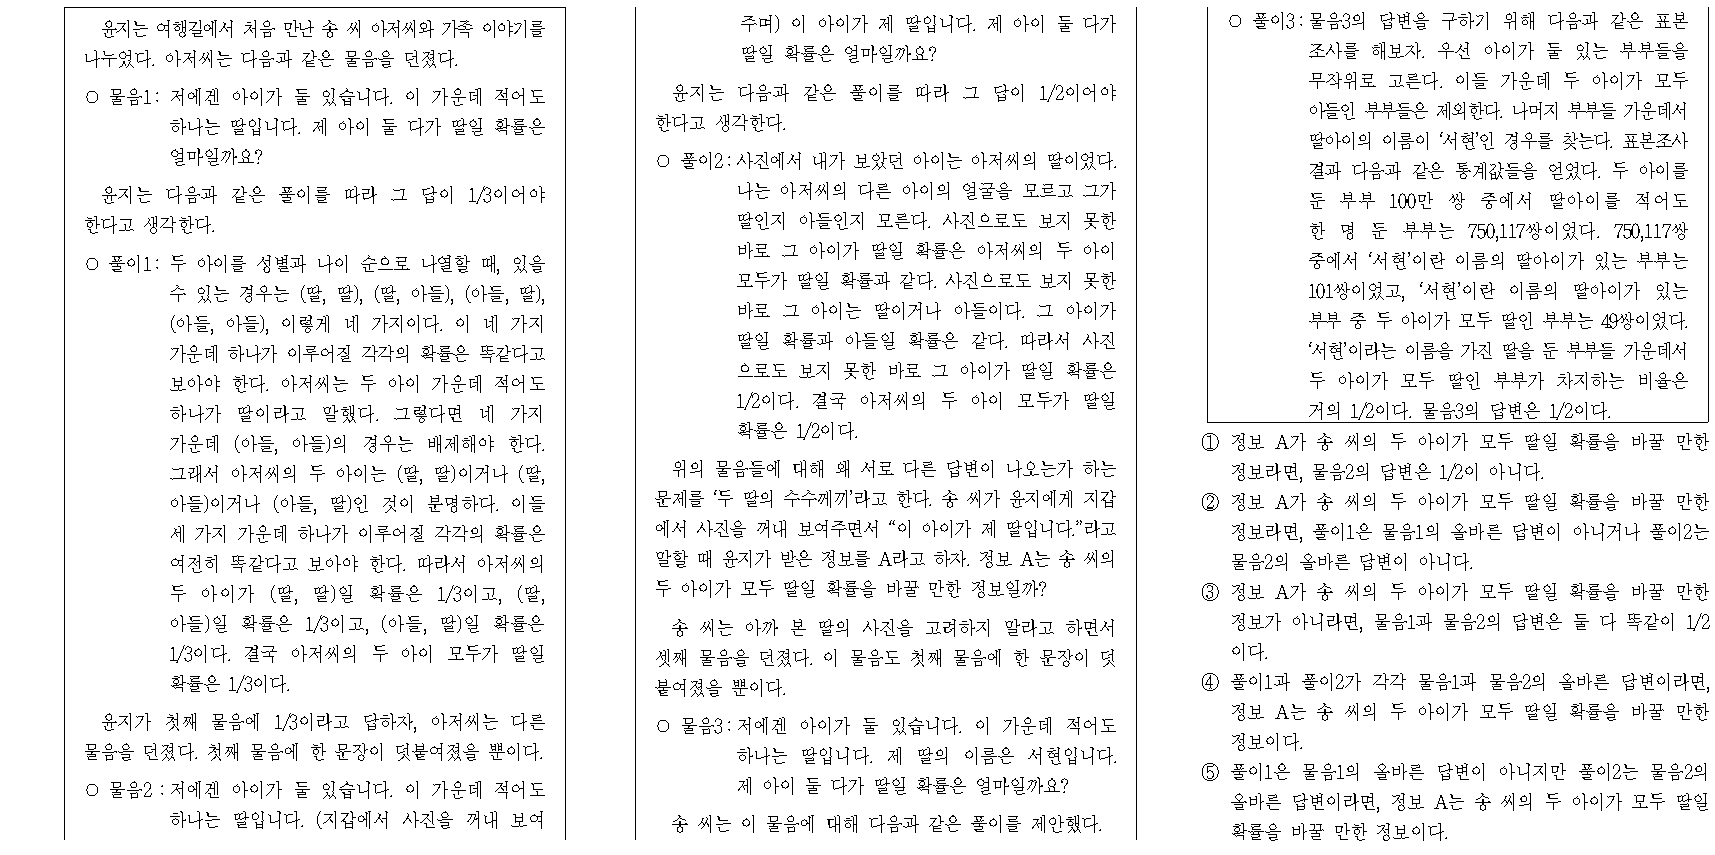 윤지는 여행길에서 처음 만난 송 씨 아저씨와 가족 이야기를
나누었다. 아저씨는 다음과 같은 물음을 던졌다.
○ 물음1: 저에겐 아이가 둘 있습니다. 이 가운데 적어도
하나는 딸입니다. 제 아이 둘 다가 딸일 확률은
얼마일까요?
윤지는 다음과 같은 풀이를 따라 그 답이 1/3이어야
한다고 생각한다.
○ 풀이1: 두 아이를 성별과 나이 순으로 나열할 때, 있을
수 있는 경우는 (딸, 딸), (딸, 아들), (아들, 딸),
(아들, 아들), 이렇게 네 가지이다. 이 네 가지
가운데 하나가 이루어질 각각의 확률은 똑같다고
보아야 한다. 아저씨는 두 아이 가운데 적어도
하나가 딸이라고 말했다. 그렇다면 네 가지
가운데 (아들, 아들)의 경우는 배제해야 한다.
그래서 아저씨의 두 아이는 (딸, 딸)이거나 (딸,
아들)이거나 (아들, 딸)인 것이 분명하다. 이들
세 가지 가운데 하나가 이루어질 각각의 확률은
여전히 똑같다고 보아야 한다. 따라서 아저씨의
두 아이가 (딸, 딸)일 확률은 1/3이고, (딸,
아들)일 확률은 1/3이고, (아들, 딸)일 확률은
1/3이다. 결국 아저씨의 두 아이 모두가 딸일
확률은 1/3이다.
윤지가 첫째 물음에 1/3이라고 답하자, 아저씨는 다른
물음을 던졌다. 첫째 물음에 한 문장이 덧붙여졌을 뿐이다.
○ 물음2 : 저에겐 아이가 둘 있습니다. 이 가운데 적어도
하나는 딸입니다. (지갑에서 사진을 꺼내 보여
주며) 이 아이가 제 딸입니다. 제 아이 둘 다가
딸일 확률은 얼마일까요?
윤지는 다음과 같은 풀이를 따라 그 답이 1/2이어야
한다고 생각한다.
○ 풀이2: 사진에서 내가 보았던 아이는 아저씨의 딸이었다.
나는 아저씨의 다른 아이의 얼굴을 모르고 그가
딸인지 아들인지 모른다. 사진으로도 보지 못한
바로 그 아이가 딸일 확률은 아저씨의 두 아이
모두가 딸일 확률과 같다. 사진으로도 보지 못한
바로 그 아이는 딸이거나 아들이다. 그 아이가
딸일 확률과 아들일 확률은 같다. 따라서 사진
으로도 보지 못한 바로 그 아이가 딸일 확률은
1/2이다. 결국 아저씨의 두 아이 모두가 딸일
확률은 1/2이다.
위의 물음들에 대해 왜 서로 다른 답변이 나오는가 하는
문제를 ‘두 딸의 수수께끼’라고 한다. 송 씨가 윤지에게 지갑
에서 사진을 꺼내 보여주면서 “이 아이가 제 딸입니다.”라고
말할 때 윤지가 받은 정보를 A라고 하자. 정보 A는 송 씨의
두 아이가 모두 딸일 확률을 바꿀 만한 정보일까?
송 씨는 아까 본 딸의 사진을 고려하지 말라고 하면서
셋째 물음을 던졌다. 이 물음도 첫째 물음에 한 문장이 덧
붙여졌을 뿐이다.
○ 물음3: 저에겐 아이가 둘 있습니다. 이 가운데 적어도
하나는 딸입니다. 제 딸의 이름은 서현입니다.
제 아이 둘 다가 딸일 확률은 얼마일까요?
송 씨는 이 물음에 대해 다음과 같은 풀이를 제안했다.
○ 풀이3: 물음3의 답변을 구하기 위해 다음과 같은 표본
조사를 해보자. 우선 아이가 둘 있는 부부들을
무작위로 고른다. 이들 가운데 두 아이가 모두
아들인 부부들은 제외한다. 나머지 부부들 가운데서
딸아이의 이름이 ‘서현’인 경우를 찾는다. 표본조사
결과 다음과 같은 통계값들을 얻었다. 두 아이를
둔 부부 100만 쌍 중에서 딸아이를 적어도
한 명 둔 부부는 750,117쌍이었다. 750,117쌍
중에서 ‘서현’이란 이름의 딸아이가 있는 부부는
101쌍이었고, ‘서현’이란 이름의 딸아이가 있는
부부 중 두 아이가 모두 딸인 부부는 49쌍이었다.
‘서현’이라는 이름을 가진 딸을 둔 부부들 가운데서
두 아이가 모두 딸인 부부가 차지하는 비율은
거의 1/2이다. 물음3의 답변은 1/2이다.
① 정보 A가 송 씨의 두 아이가 모두 딸일 확률을 바꿀 만한
정보라면, 물음2의 답변은 1/2이 아니다.
② 정보 A가 송 씨의 두 아이가 모두 딸일 확률을 바꿀 만한
정보라면, 풀이1은 물음1의 올바른 답변이 아니거나 풀이2는
물음2의 올바른 답변이 아니다.
③ 정보 A가 송 씨의 두 아이가 모두 딸일 확률을 바꿀 만한
정보가 아니라면, 물음1과 물음2의 답변은 둘 다 똑같이 1/2
이다.
④ 풀이1과 풀이2가 각각 물음1과 물음2의 올바른 답변이라면,
정보 A는 송 씨의 두 아이가 모두 딸일 확률을 바꿀 만한
정보이다.
⑤ 풀이1은 물음1의 올바른 답변이 아니지만 풀이2는 물음2의
올바른 답변이라면, 정보 A는 송 씨의 두 아이가 모두 딸일
확률을 바꿀 만한 정보이다.